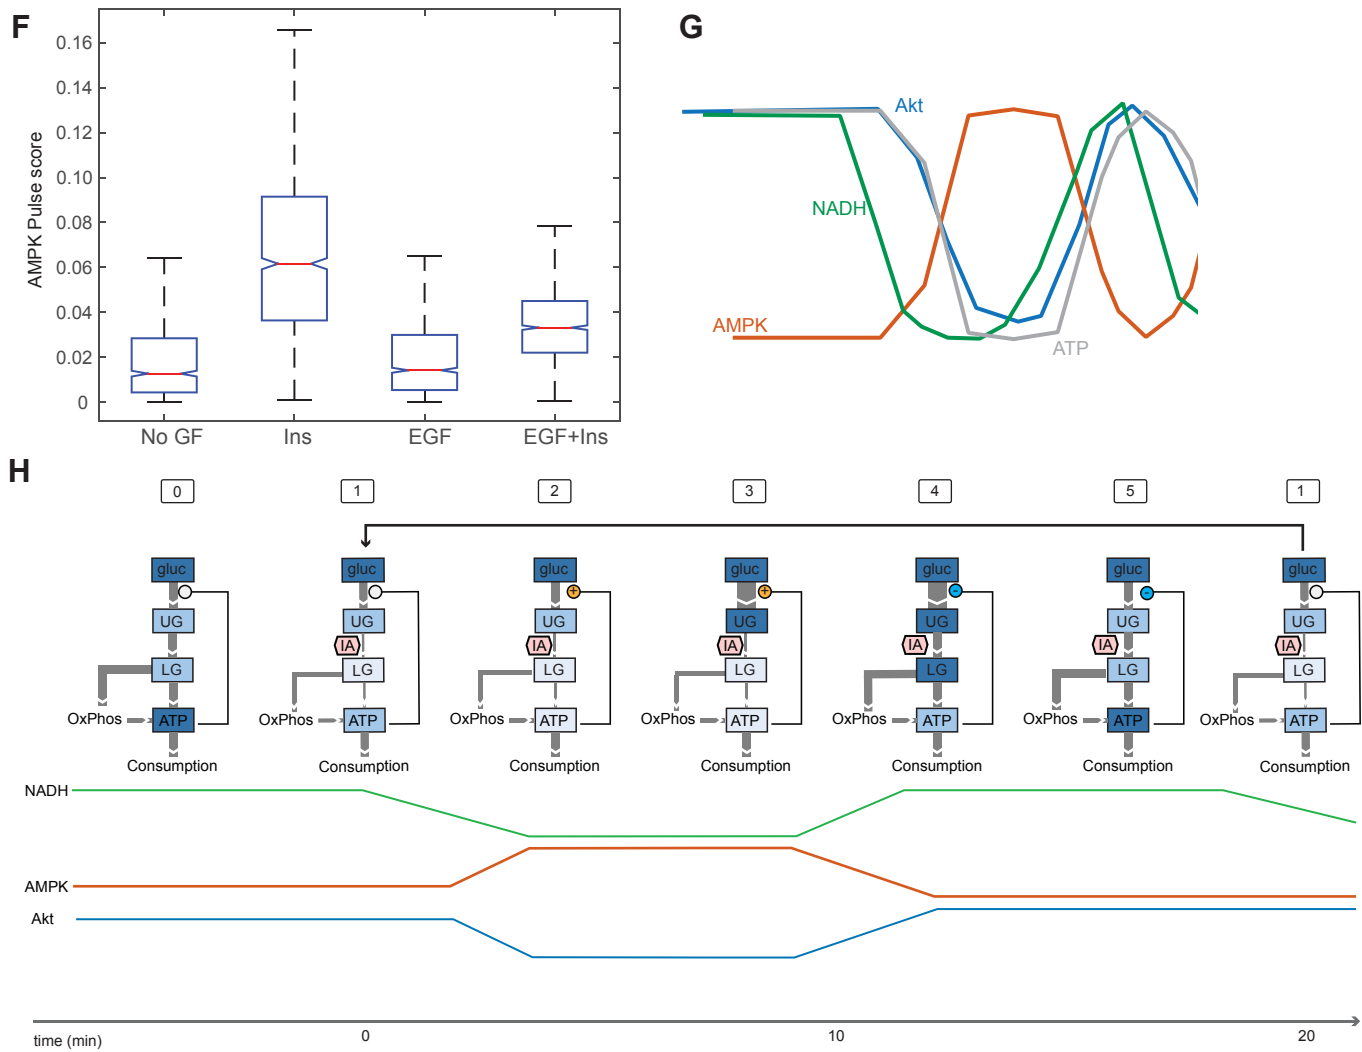 F
AMPK Pulse score
0.16
0.14
0.12
0.10
0.08
0.06
0.04
0.02
0
No GF Ins EGF EGF+Ins
G
Akt
NADH
AMPK
ATP
H
0 1 2 3 4 5 1
gluc gluc gluc gluc gluc gluc gluc
+ + - -
UG UG UG UG UG UG UG
IA IA IA IA IA IA
LG LG LG LG LG LG LG
OxPhos ATP OxPhos ATP OxPhos ATP OxPhos ATP OxPhos ATP OxPhos ATP OxPhos ATP
Consumption Consumption Consumption Consumption Consumption Consumption Consumption
NADH
AMPK
Akt
time (min) 0 10 20